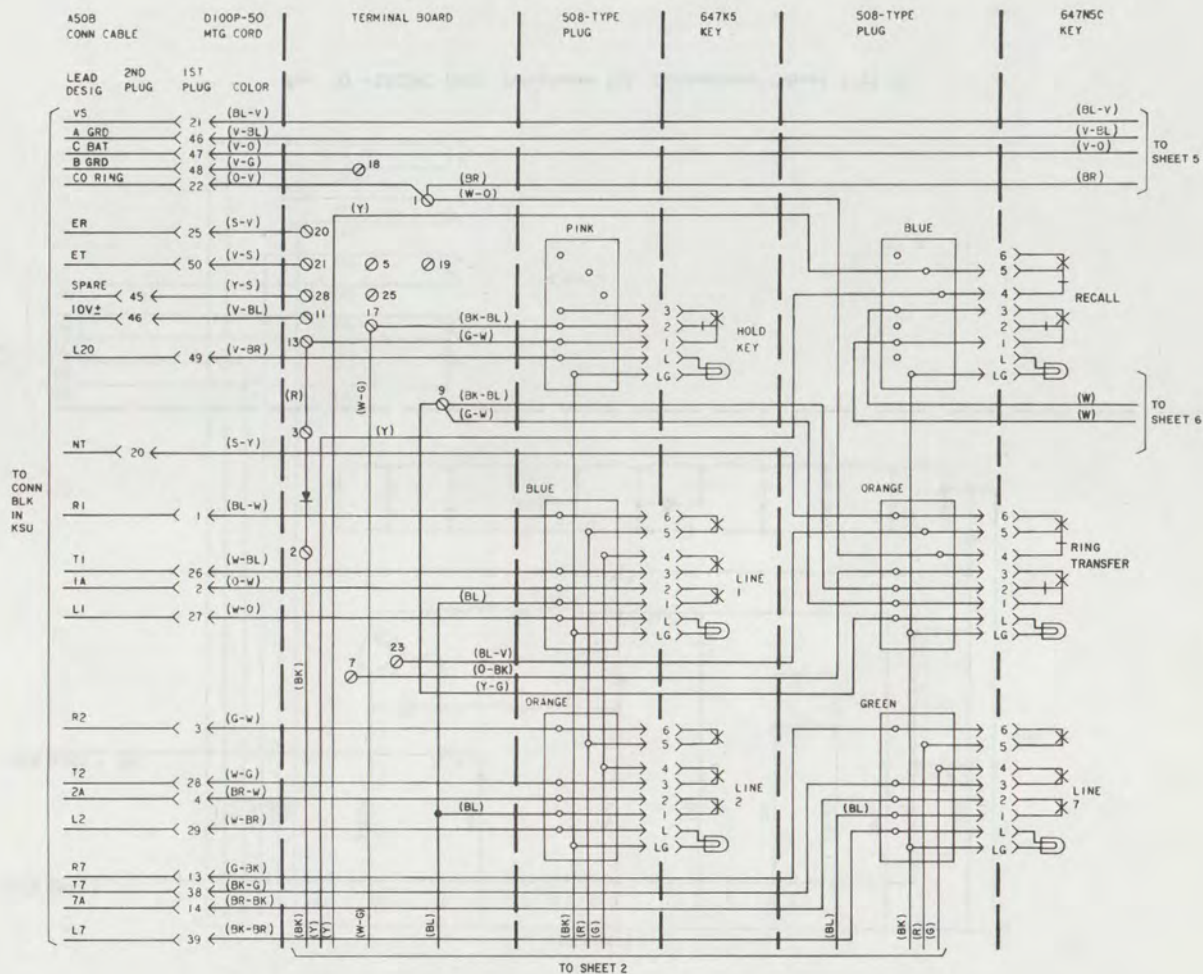 A50B CONN CABLE
D100P-50 MTG CORD
TERMINAL BOARD
508-TYPE PLUG
647K5 KEY
508-TYPE PLUG
647N5C KEY
LEAD DESIG
2ND PLUG
1ST PLUG
COLOR
VS 21 (BL-V) (BL-V)
A GRD 46 (V-BL) (V-BL)
C BAT 47 (V-O) (V-O)
B GRD 48 (V-G) 18
CO RING 22 (O-V) 1 (BR) (BR)
(W-O)
TO SHEET 5
(Y)
ER 25 (S-V) 20
ET 50 (V-S) 21 5 19
SPARE 45 (Y-S) 28 25
10V± 46 (V-BL) 11 17
(BK-BL)
13 (G-W)
L20 49 (V-BR)
PINK
3
2
1
L
LG
HOLD KEY
BLUE
6
5
4
3
2
1
L
LG
RECALL
(R)
(W-G)
9 (BK-BL)
(G-W)
(W)
(W)
TO SHEET 6
3
(Y)
NT 20 (S-Y)
TO CONN BLK IN KSU
R1 1 (BL-W)
2
T1 26 (W-BL)
1A 2 (O-W)
(BL)
L1 27 (W-O)
BLUE
6
5
4
3
2
1
L
LG
LINE 1
ORANGE
6
5
4
3
2
1
L
LG
RING TRANSFER
(BK)
23 (BL-V)
7 (O-BK)
(Y-G)
R2 3 (G-W)
T2 28 (W-G)
2A 4 (BR-W)
(BL)
L2 29 (W-BR)
ORANGE
6
5
4
3
2
1
L
LG
LINE 2
GREEN
(BL)
6
5
4
3
2
1
L
LG
LINE 7
R7 13 (G-BK)
T7 38 (BK-G)
7A 14 (BR-BK)
L7 39 (BK-BR)
(BK) (Y) (Y) (W-G) (BL) (BK) (R) (G) (BL) (BK) (R) (G)
TO SHEET 2